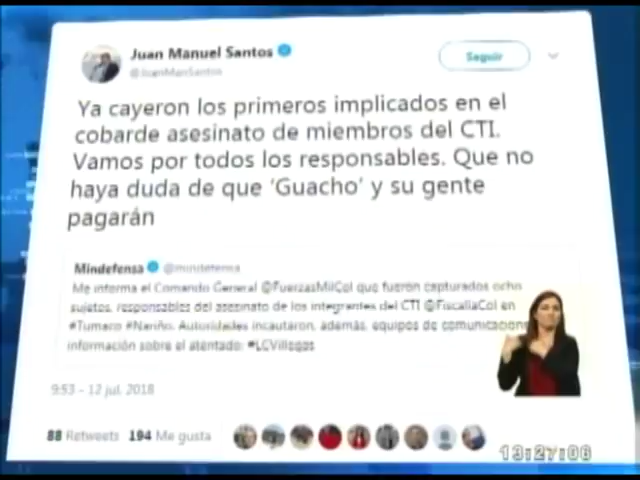 Juan Manuel Santos
@JuanManSantos
Seguir
Ya cayeron los primeros implicados en el
cobarde asesinato de miembros del CTI.
Vamos por todos los responsables. Que no
haya duda de que 'Guacho' y su gente
pagarán
Mindefensa @mindefensa
Me informa el Comando General @FuerzasMilCol que fueron capturados ocho
sujetos, responsables del asesinato de los integrantes del CTI @FiscaliaCol en
#Tumaco #Nariño. Autoridades incautaron, además, equipos de comunicacione
información sobre el atentado: #LCVillegas
9:53 - 12 jul. 2018
88 Retweets 194 Me gusta
13:27:06